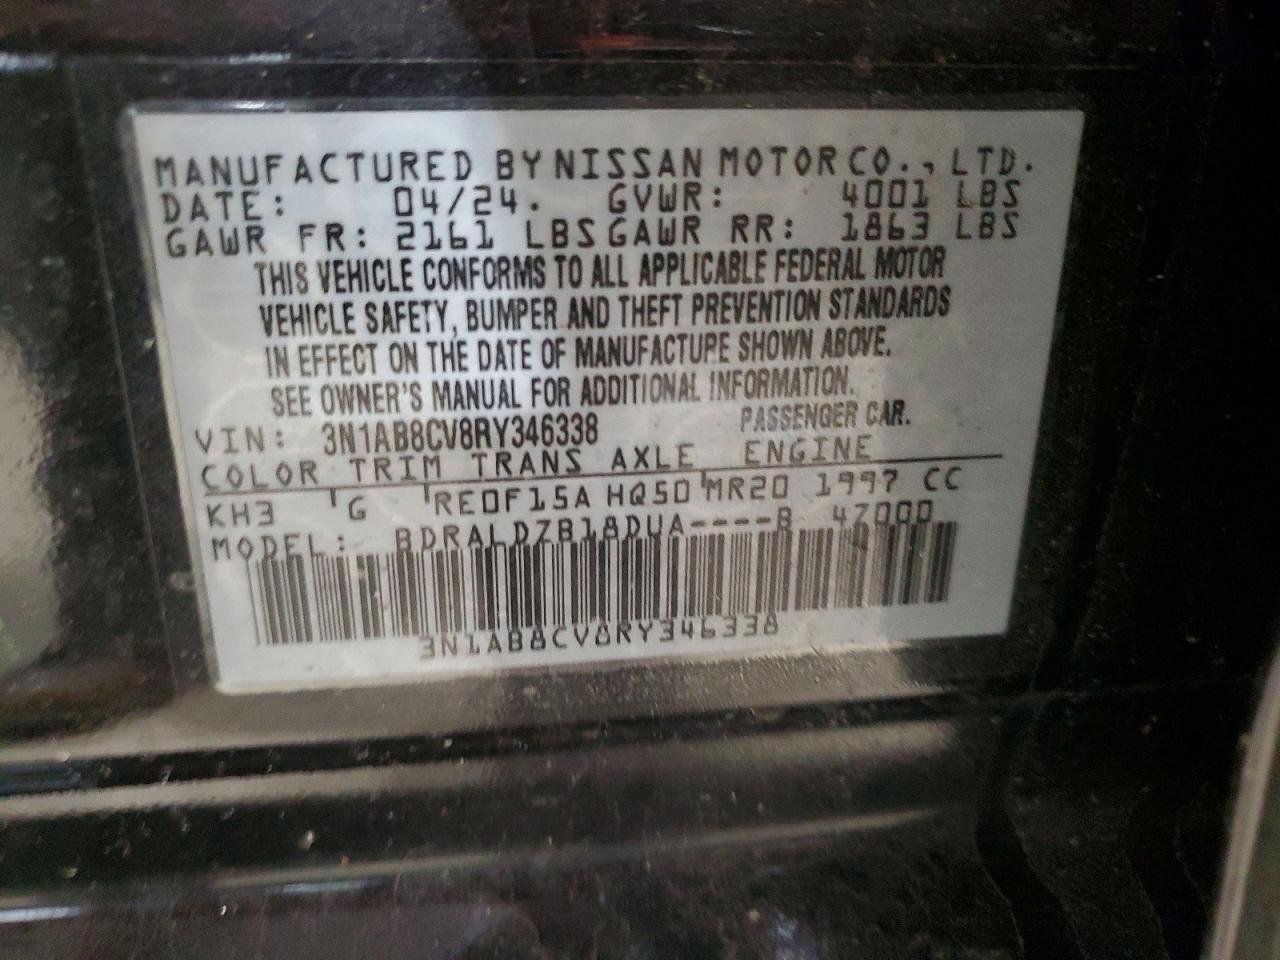 MANUFACTURED BY NISSAN MOTOR CO., LTD.
DATE: 04/24. GVWR: 4001 LBS
GAWR FR: 2161 LBS GAWR RR: 1863 LBS
THIS VEHICLE CONFORMS TO ALL APPLICABLE FEDERAL MOTOR
VEHICLE SAFETY, BUMPER AND THEFT PREVENTION STANDARDS
IN EFFECT ON THE DATE OF MANUFACTURE SHOWN ABOVE.
SEE OWNER'S MANUAL FOR ADDITIONAL INFORMATION.
VIN: 3N1AB8CV8RY346338 PASSENGER CAR.
COLOR TRIM TRANS AXLE ENGINE
KH3 G RE0F15A HQ50 MR20 1997 CC
MODEL: BDRALDZB18DUA----B 47000
3N1AB8CV8RY346338